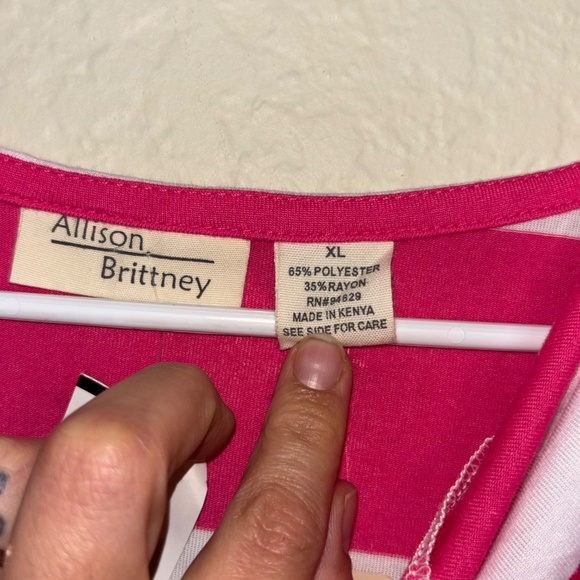 Allison
Brittney
XL
65% POLYESTER
35% RAYON
RN#94629
MADE IN KENYA
SEE SIDE FOR CARE